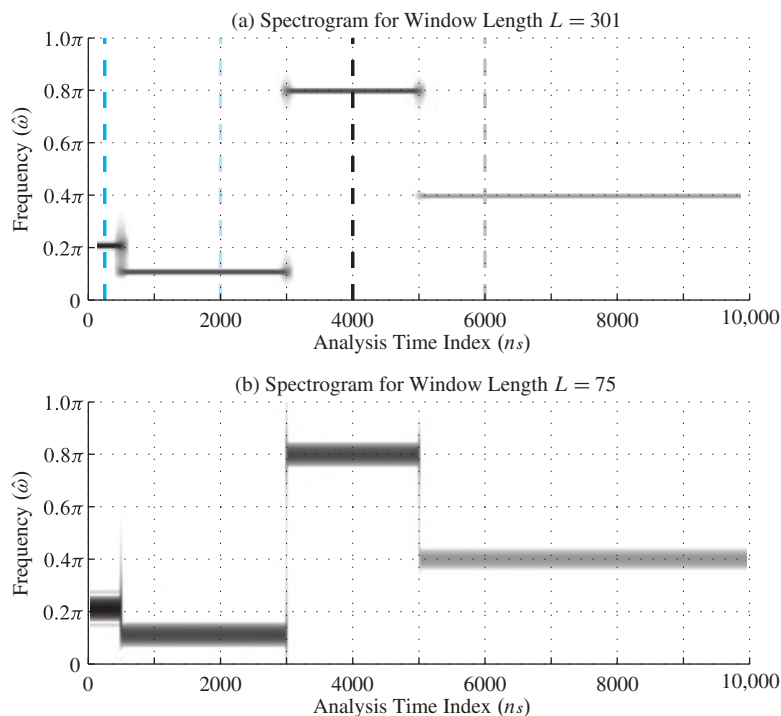 (a) Spectrogram for Window Length L = 301
1.0π
0.8π
0.6π
0.4π
0.2π
0
Frequency (ω̂)
0 2000 4000 6000 8000 10,000
Analysis Time Index (ns)
(b) Spectrogram for Window Length L = 75
1.0π
0.8π
0.6π
0.4π
0.2π
0
Frequency (ω̂)
0 2000 4000 6000 8000 10,000
Analysis Time Index (ns)